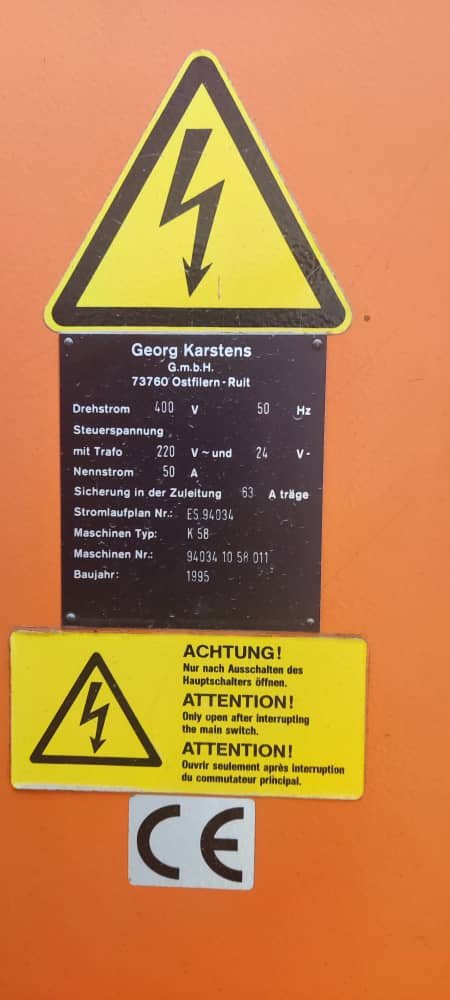 Georg Karstens
G.m.b.H.
73760 Ostfilern-Ruit
Drehstrom 400 V 50 Hz
Steuerspannung
mit Trafo 220 V~und 24 V-
Nennstrom 50 A
Sicherung in der Zuleitung 63 A träge
Stromlaufplan Nr.: ES.94034
Maschinen Typ: K 58
Maschinen Nr.: 94034 10 58 011
Baujahr: 1995
ACHTUNG!
Nur nach Ausschalten des
Hauptschalters öffnen.
ATTENTION!
Only open after interrupting
the main switch.
ATTENTION!
Ouvrir seulement après interruption
du commutateur principal.
CE